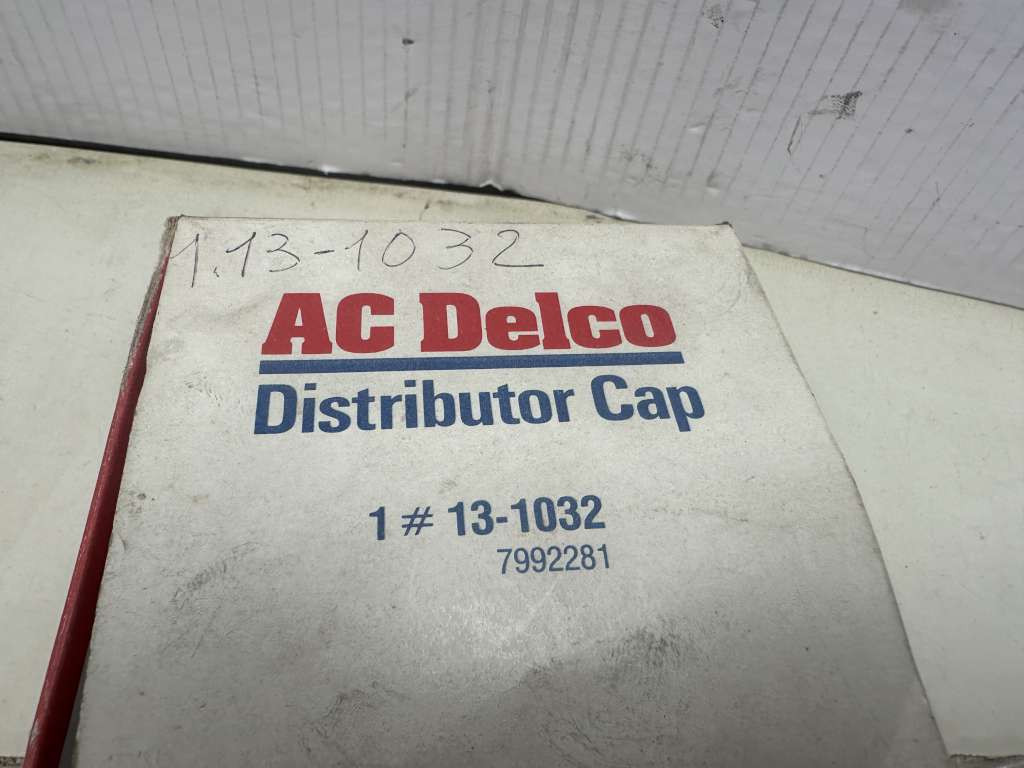 1.13-1032
AC Delco
Distributor Cap
1 # 13-1032
7992281